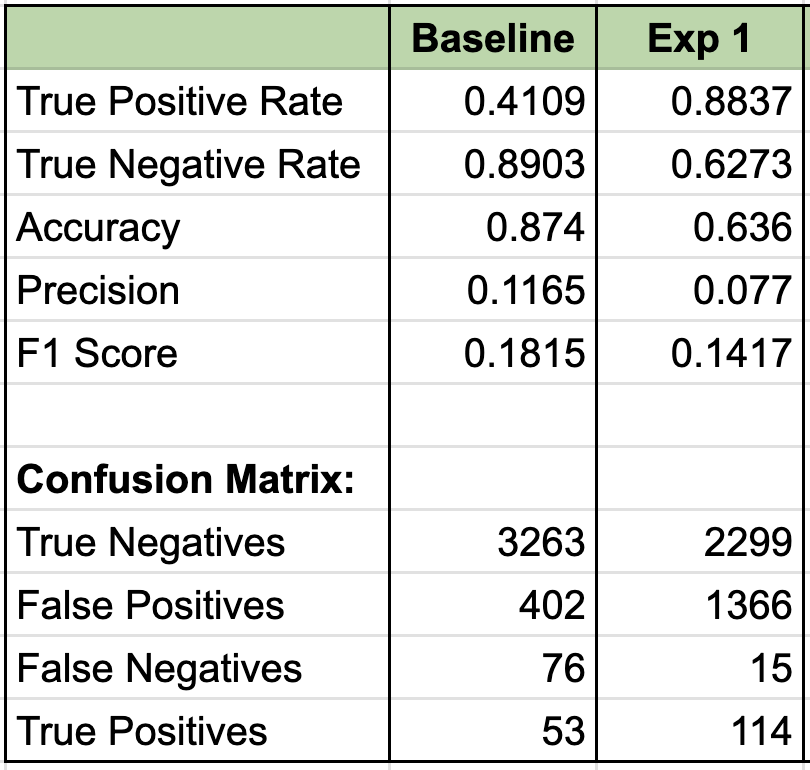 Baseline Exp 1
True Positive Rate 0.4109 0.8837
True Negative Rate 0.8903 0.6273
Accuracy 0.874 0.636
Precision 0.1165 0.077
F1 Score 0.1815 0.1417
Confusion Matrix:
True Negatives 3263 2299
False Positives 402 1366
False Negatives 76 15
True Positives 53 114